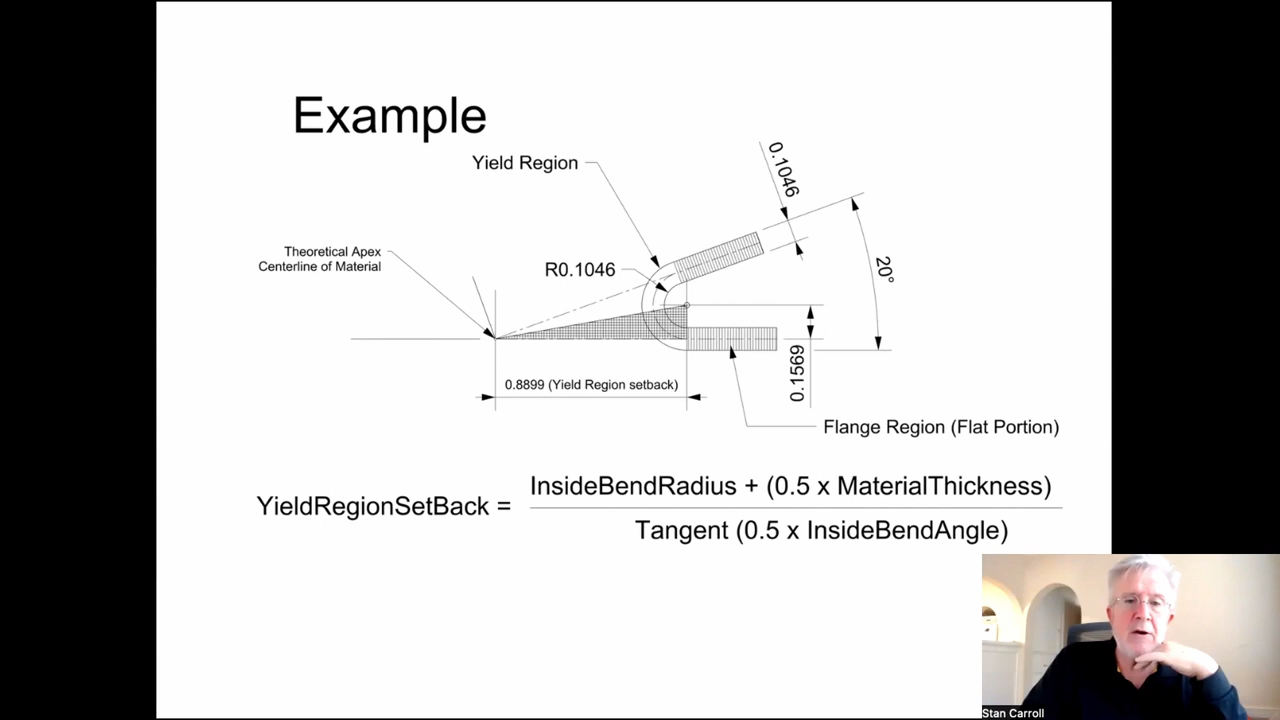 Example
Yield Region
0.1046
Theoretical Apex
Centerline of Material
R0.1046
20°
0.8899 (Yield Region setback)
0.1569
Flange Region (Flat Portion)
InsideBendRadius + (0.5 x MaterialThickness)
YieldRegionSetBack =
Tangent (0.5 x InsideBendAngle)
Stan Carroll